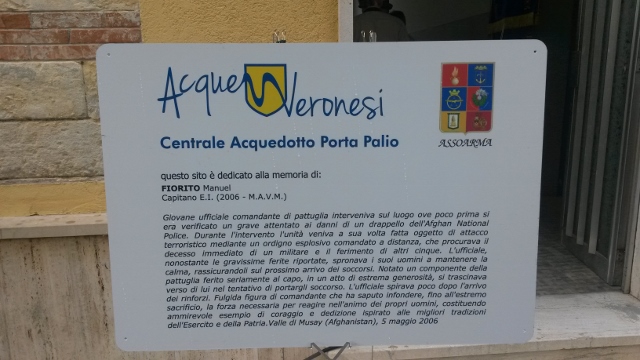 Acque Veronesi
ASSOARMA
Centrale Acquedotto Porta Palio
questo sito è dedicato alla memoria di:
FIORITO Manuel
Capitano E.I. (2006 - M.A.V.M.)
Giovane ufficiale comandante di pattuglia interveniva sul luogo ove poco prima si
era verificato un grave attentato ai danni di un drappello dell'Afghan National
Police. Durante l'intervento l'unità veniva a sua volta fatta oggetto di attacco
terroristico mediante un ordigno esplosivo comandato a distanza, che procurava il
decesso immediato di un militare e il ferimento di altri cinque. L'ufficiale,
nonostante le gravissime ferite riportate, spronava i suoi uomini a mantenere la
calma, rassicurandoli sul prossimo arrivo dei soccorsi. Notato un componente della
pattuglia ferito seriamente al capo, in un atto di estrema generosità, si trascinava
verso di lui nel tentativo di portargli soccorso. L'ufficiale spirava poco dopo l'arrivo
dei rinforzi. Fulgida figura di comandante che ha saputo infondere, fino all'estremo
sacrificio, la forza necessaria per reagire nell'animo dei propri uomini, costituendo
ammirevole esempio di coraggio e dedizione ispirato alle migliori tradizioni
dell'Esercito e della Patria.Valle di Musay (Afghanistan), 5 maggio 2006